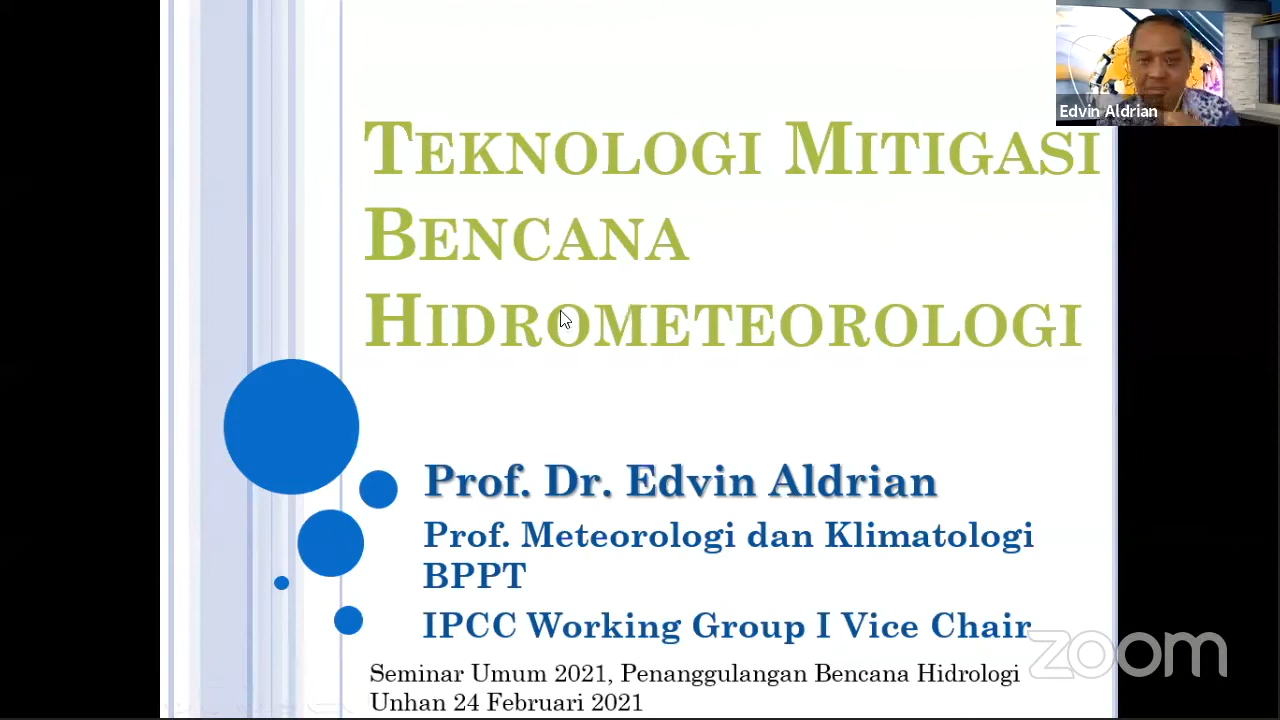 Edvin Aldrian
TEKNOLOGI MITIGASI
BENCANA
HIDROMETEOROLOGI
Prof. Dr. Edvin Aldrian
Prof. Meteorologi dan Klimatologi
BPPT
IPCC Working Group I Vice Chair
zoom
Seminar Umum 2021, Penanggulangan Bencana Hidrologi
Unhan 24 Februari 2021